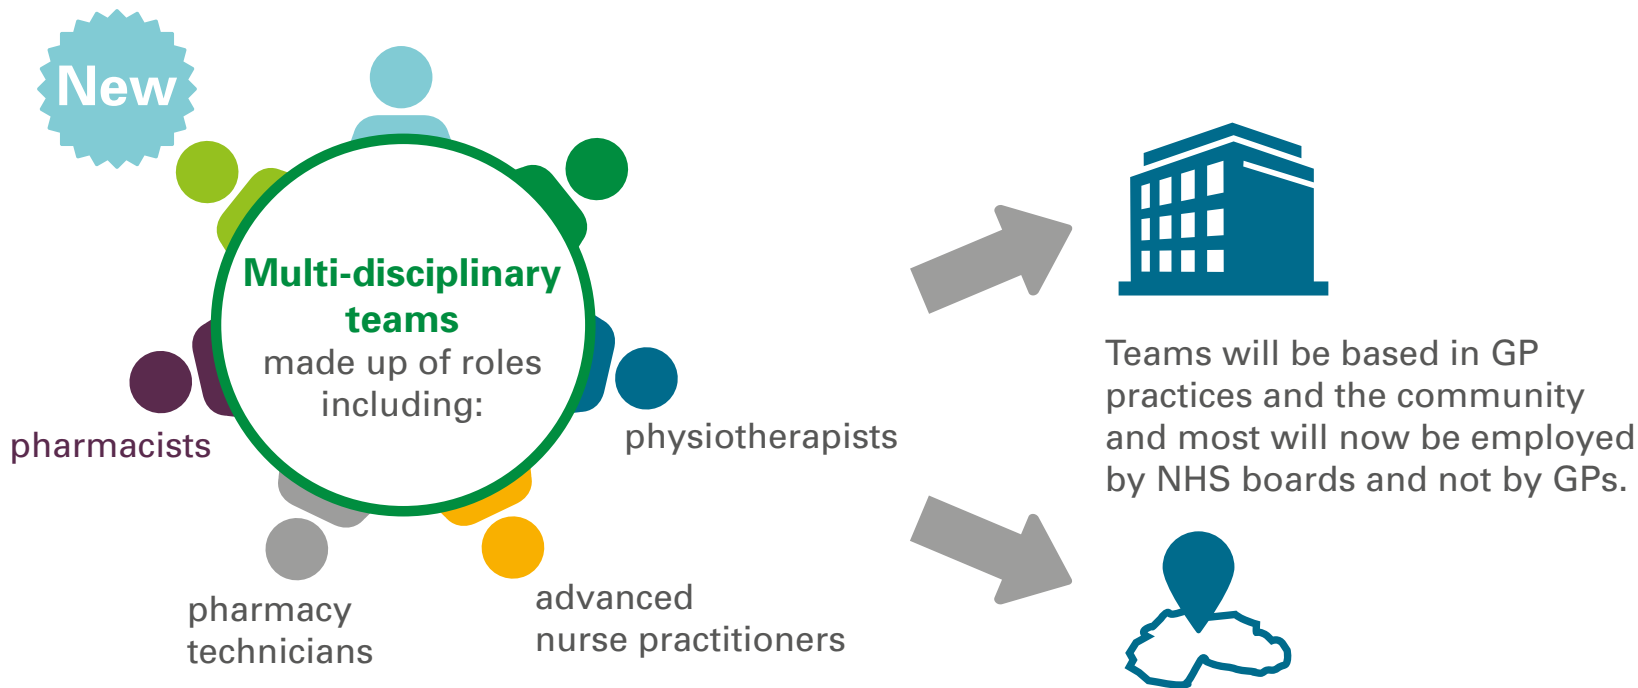 New
Multi-disciplinary
teams
made up of roles
including:
pharmacists
physiotherapists
pharmacy
technicians
advanced
nurse practitioners
Teams will be based in GP
practices and the community
and most will now be employed
by NHS boards and not by GPs.